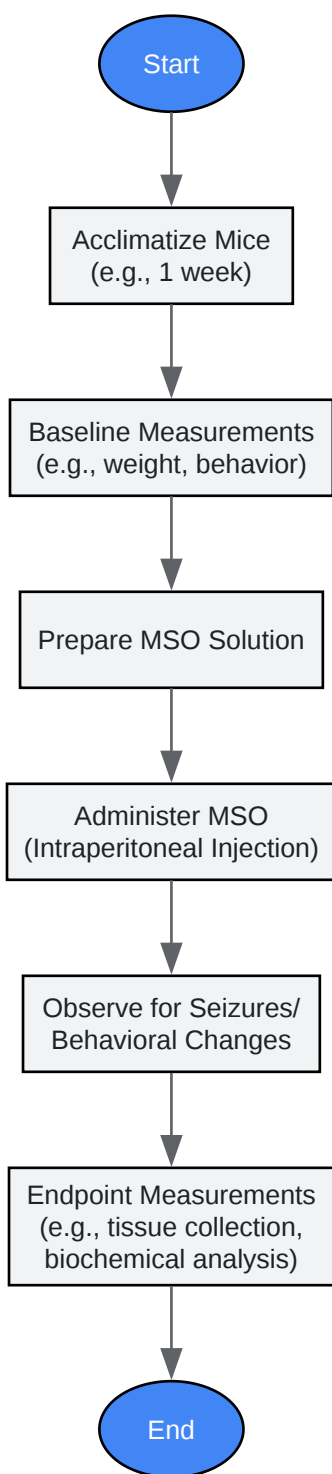 Start
Acclimatize Mice
(e.g., 1 week)
Baseline Measurements
(e.g., weight, behavior)
Prepare MSO Solution
Administer MSO
(Intraperitoneal Injection)
Observe for Seizures/
Behavioral Changes
Endpoint Measurements
(e.g., tissue collection,
biochemical analysis)
End